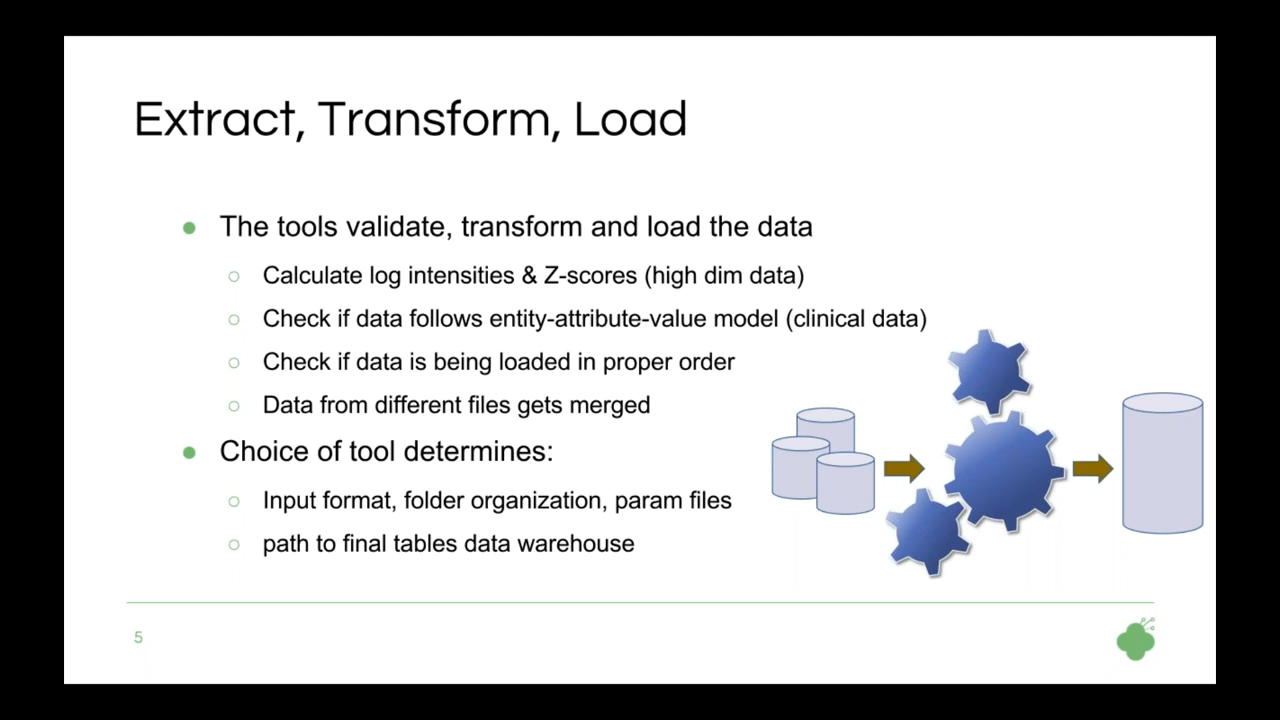 Extract, Transform, Load
● The tools validate, transform and load the data
○ Calculate log intensities & Z-scores (high dim data)
○ Check if data follows entity-attribute-value model (clinical data)
○ Check if data is being loaded in proper order
○ Data from different files gets merged
● Choice of tool determines:
○ Input format, folder organization, param files
○ path to final tables data warehouse
5